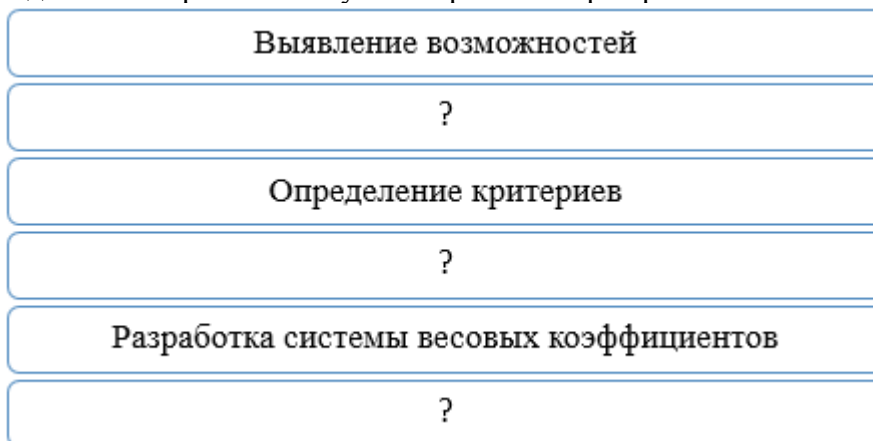 Выявление возможностей
?
Определение критериев
?
Разработка системы весовых коэффициентов
?